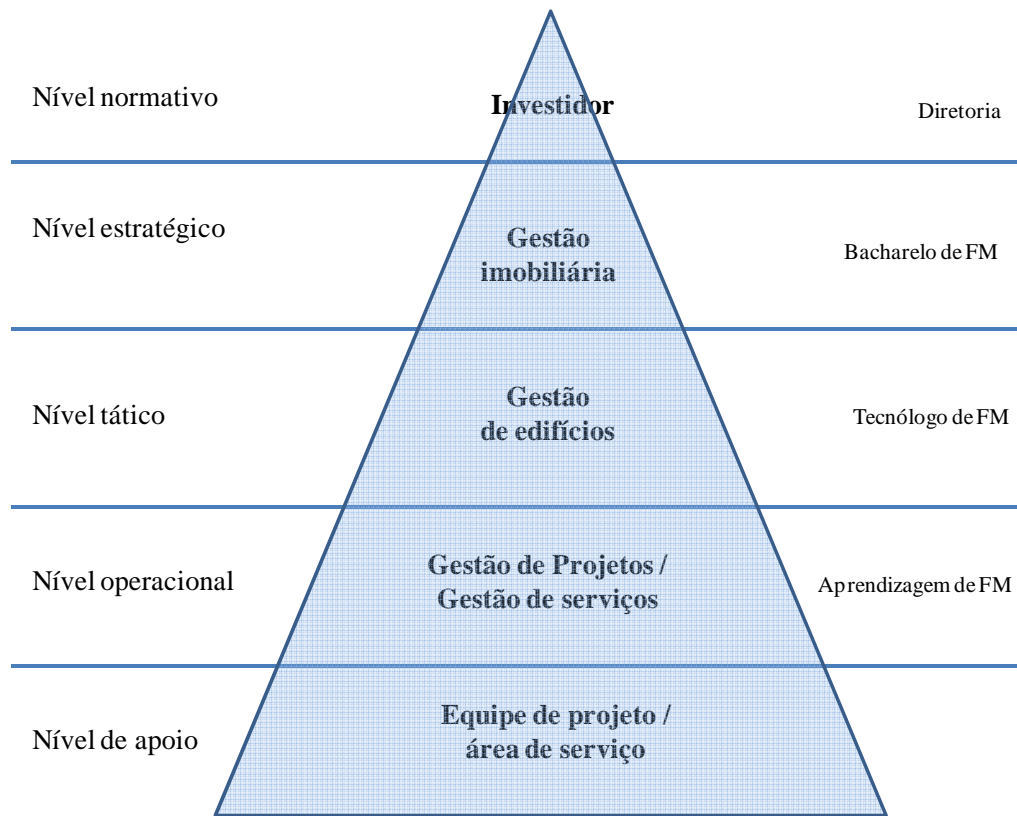 Nível normativo
Investidor
Diretoria
Nível estratégico
Gestão
imobiliária
Bacharelo de FM
Nível tático
Gestão
de edifícios
Tecnólogo de FM
Nível operacional
Gestão de Projetos /
Gestão de serviços
Aprendizagem de FM
Nível de apoio
Equipe de projeto /
área de serviço